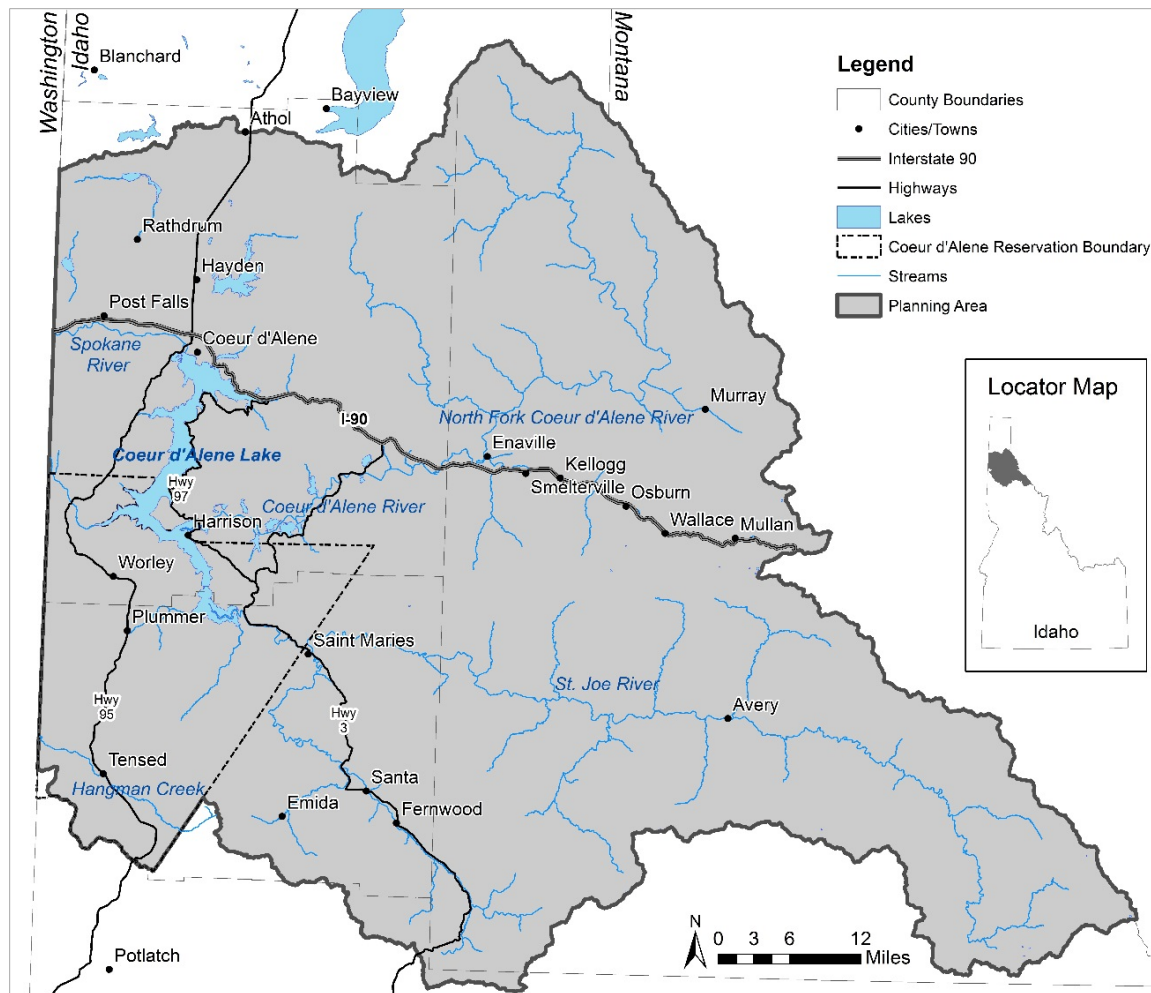 Washington
Idaho
Montana
Blanchard
Bayview
Athol
Rathdrum
Hayden
Post Falls
Spokane
River
Coeur d'Alene
I-90
Murray
North Fork Coeur d'Alene River
Enaville
Kellogg
Smelterville
Osburn
Wallace
Mullan
Coeur d'Alene Lake
Hwy
97
Coeur d'Alene River
Harrison
Worley
Plummer
Saint Maries
St. Joe River
Avery
Hwy
95
Hwy
3
Tensed
Hangman Creek
Santa
Emida
Fernwood
Potlatch
Legend
County Boundaries
Cities/Towns
Interstate 90
Highways
Lakes
Coeur d'Alene Reservation Boundary
Streams
Planning Area
Locator Map
Idaho
N
0 3 6 12
Miles